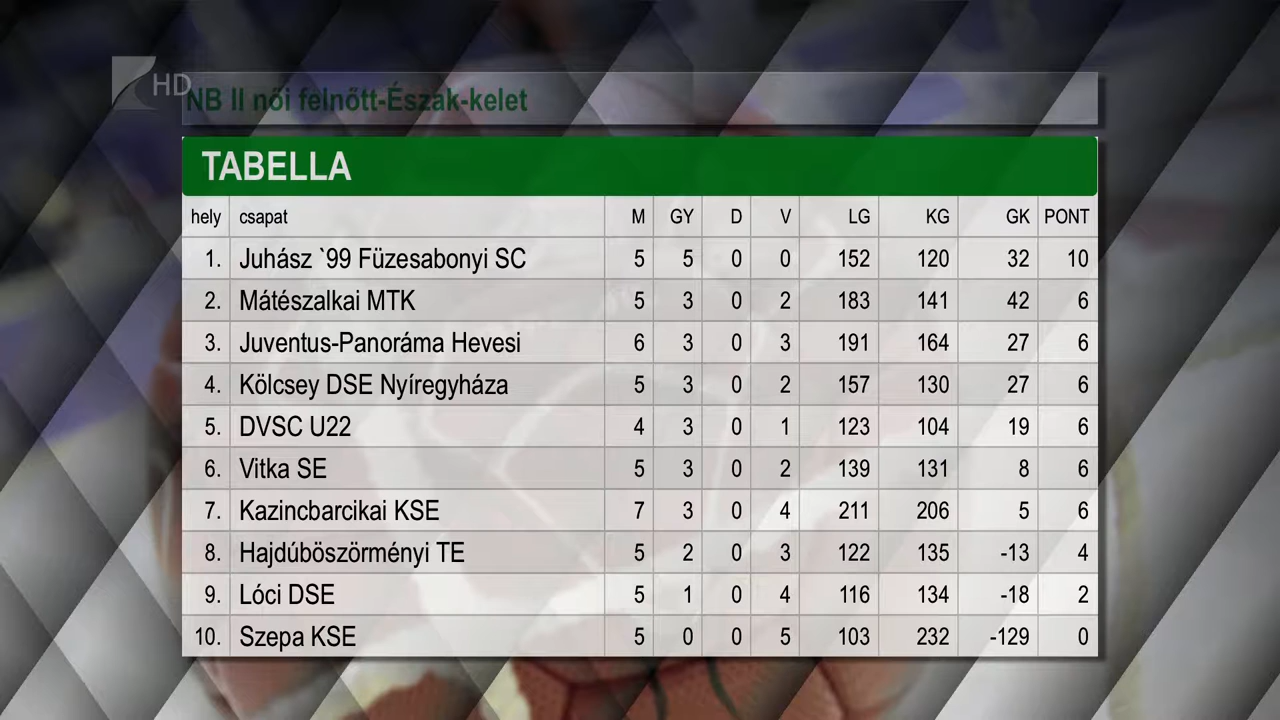 HD
NB II női felnőtt-Észak-kelet
TABELLA
hely csapat M GY D V LG KG GK PONT
1. Juhász `99 Füzesabonyi SC 5 5 0 0 152 120 32 10
2. Mátészalkai MTK 5 3 0 2 183 141 42 6
3. Juventus-Panoráma Hevesi 6 3 0 3 191 164 27 6
4. Kölcsey DSE Nyíregyháza 5 3 0 2 157 130 27 6
5. DVSC U22 4 3 0 1 123 104 19 6
6. Vitka SE 5 3 0 2 139 131 8 6
7. Kazincbarcikai KSE 7 3 0 4 211 206 5 6
8. Hajdúböszörményi TE 5 2 0 3 122 135 -13 4
9. Lóci DSE 5 1 0 4 116 134 -18 2
10. Szepa KSE 5 0 0 5 103 232 -129 0